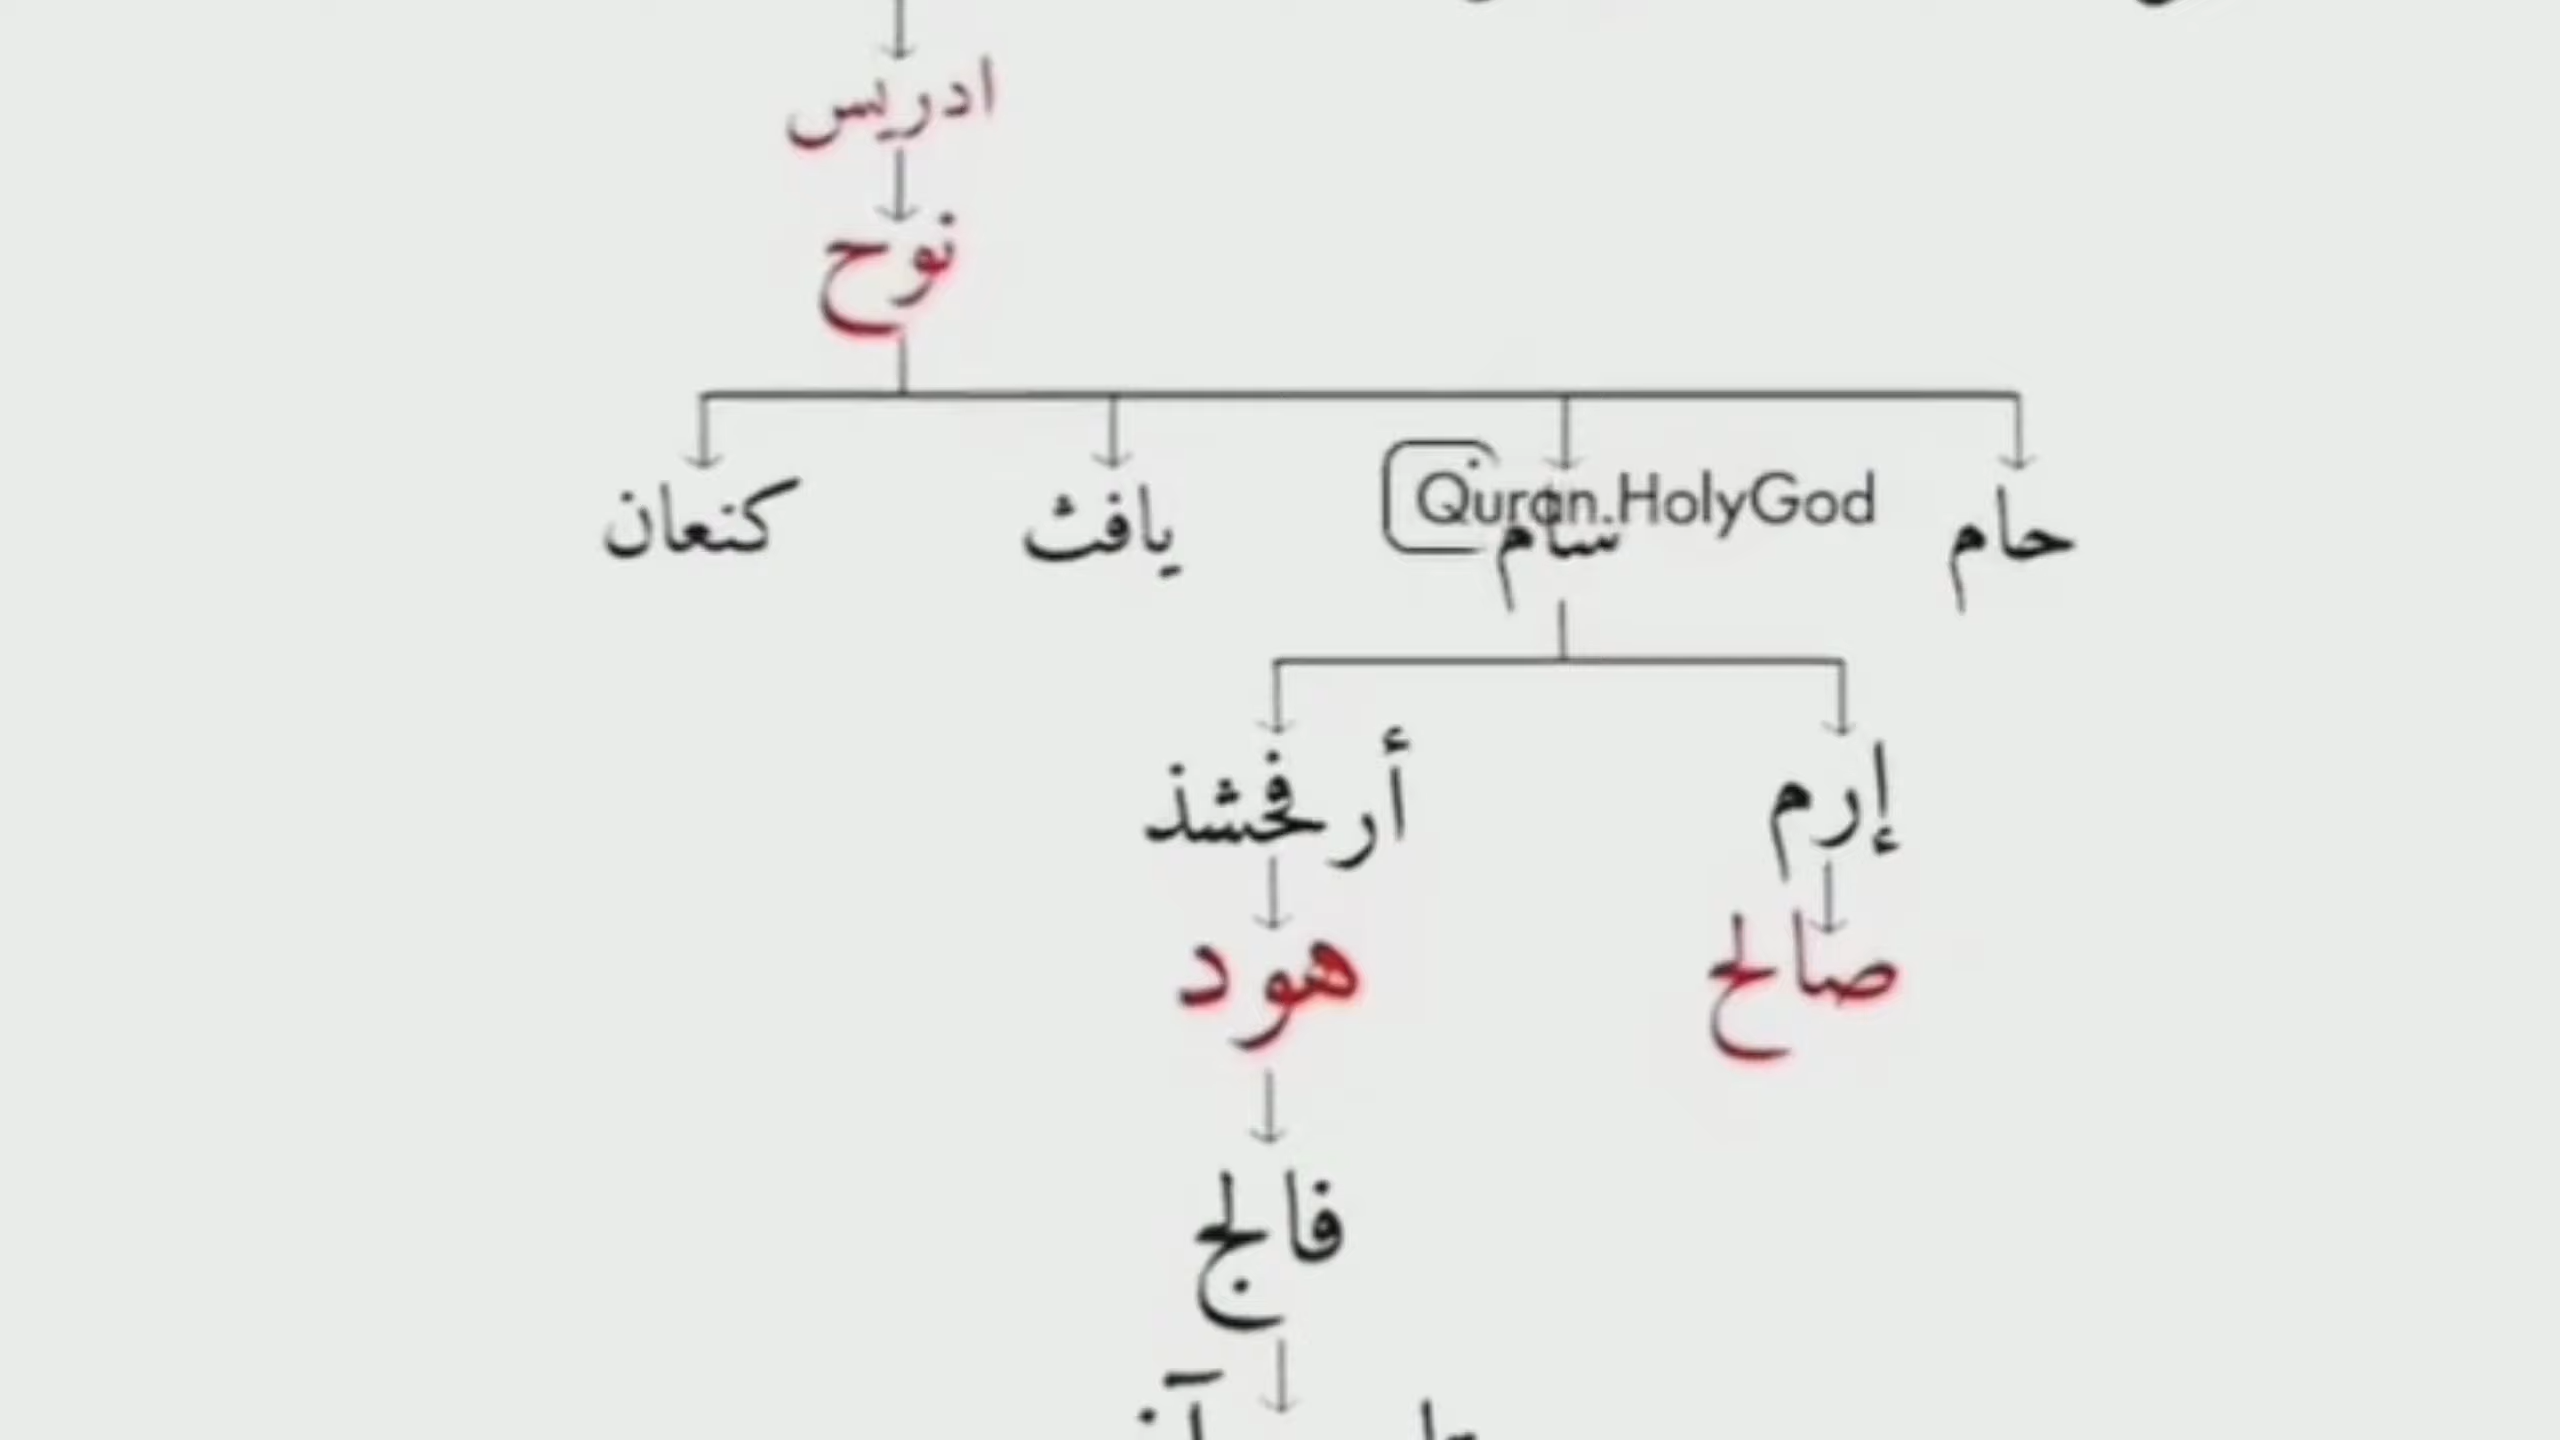 ادريس
نوح
حام
سام
يافث
كنعان
Quran.HolyGod
إرم
أرفخشذ
صالح
هود
فالج